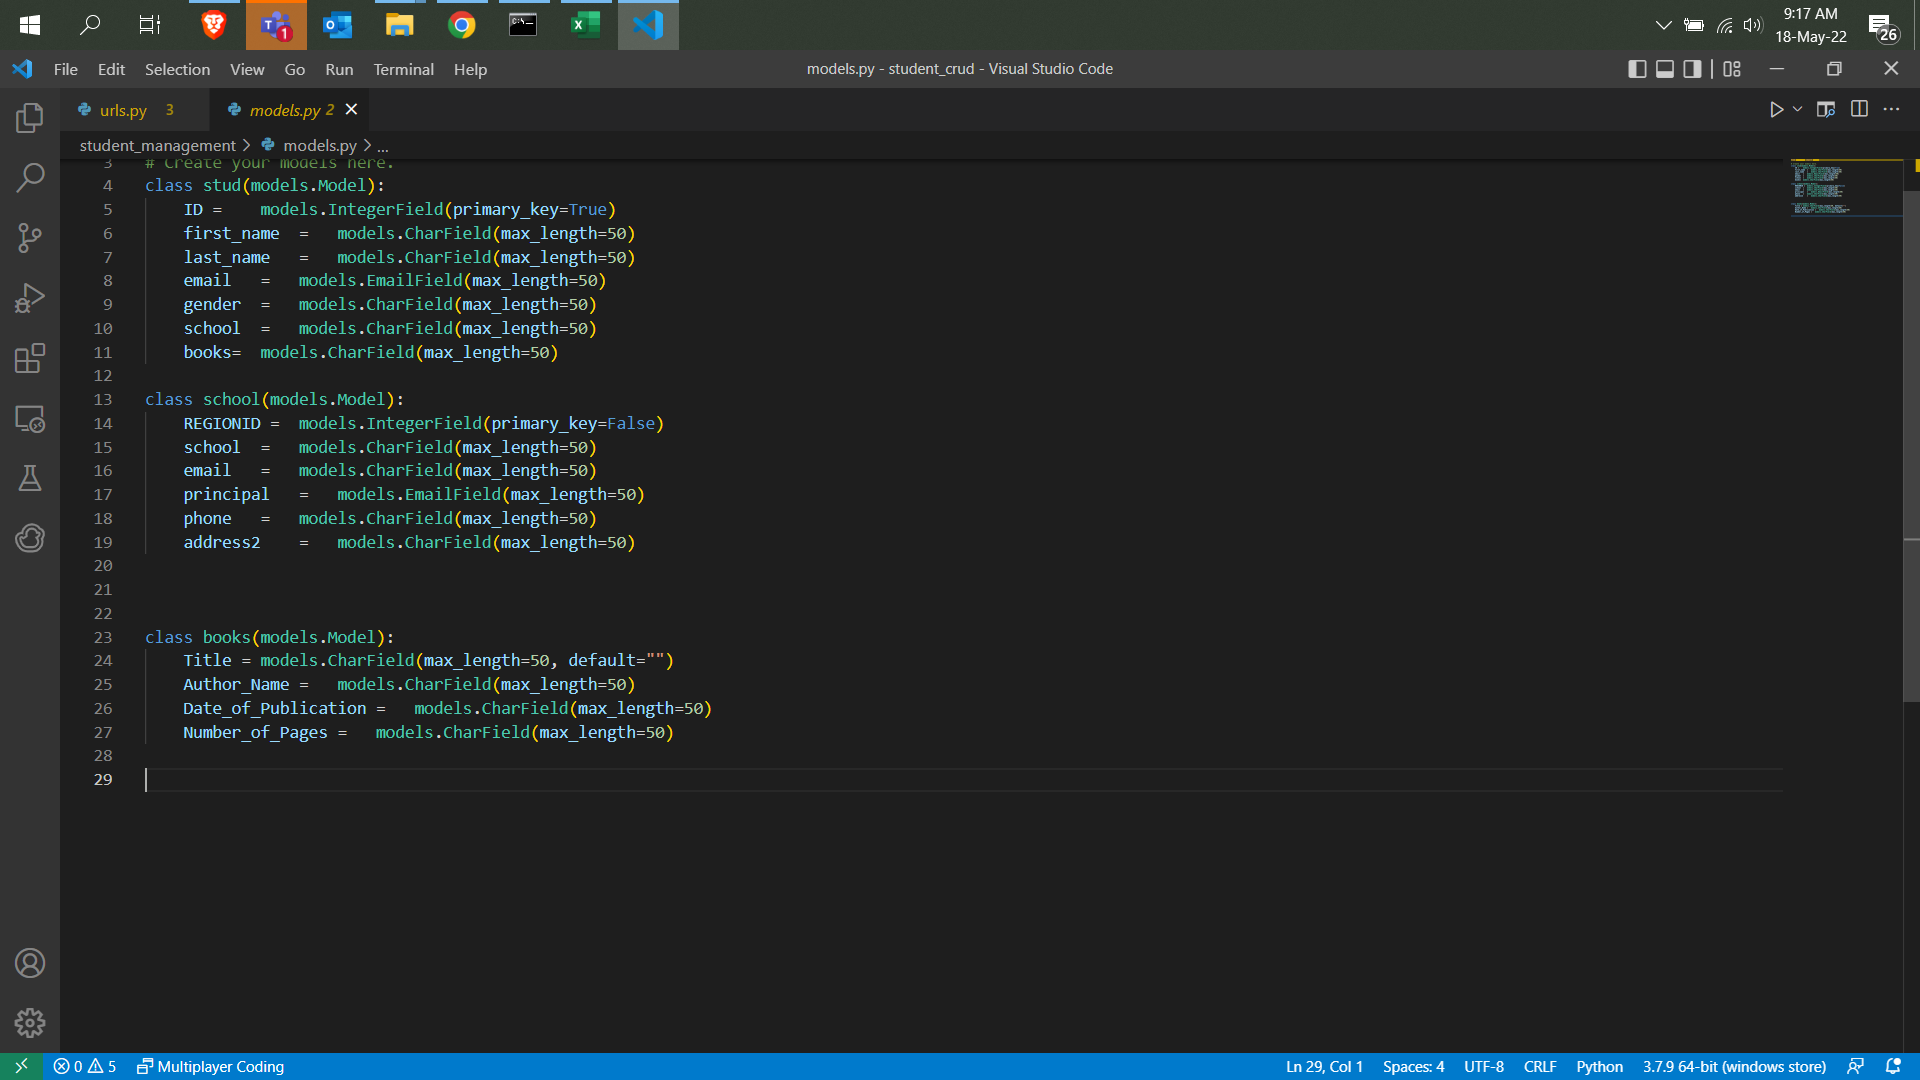 9:17 AM
18-May-22
26
1
File Edit Selection View Go Run Terminal Help
models.py - student_crud - Visual Studio Code
urls.py 3
models.py 2
student_management > models.py > ...
3 # Create your models here.
4 class stud(models.Model):
5 ID = models.IntegerField(primary_key=True)
6 first_name = models.CharField(max_length=50)
7 last_name = models.CharField(max_length=50)
8 email = models.EmailField(max_length=50)
9 gender = models.CharField(max_length=50)
10 school = models.CharField(max_length=50)
11 books= models.CharField(max_length=50)
12
13 class school(models.Model):
14 REGIONID = models.IntegerField(primary_key=False)
15 school = models.CharField(max_length=50)
16 email = models.CharField(max_length=50)
17 principal = models.EmailField(max_length=50)
18 phone = models.CharField(max_length=50)
19 address2 = models.CharField(max_length=50)
20
21
22
23 class books(models.Model):
24 Title = models.CharField(max_length=50, default="")
25 Author_Name = models.CharField(max_length=50)
26 Date_of_Publication = models.CharField(max_length=50)
27 Number_of_Pages = models.CharField(max_length=50)
28
29
0 5 Multiplayer Coding
Ln 29, Col 1 Spaces: 4 UTF-8 CRLF Python 3.7.9 64-bit (windows store)